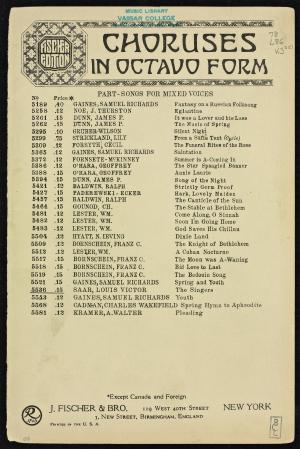 MUSIC LIBRARY
VASSAR COLLEGE
FISCHER
EDITION
CHORUSES
IN OCTAVO FORM
PART-SONGS FOR MIXED VOICES
No Price*
5189 .10 GAINES, SAMUEL RICHARDS Fantasy on a Russian Folksong
5258 .12 NOE, J. THURSTON Eglantine
5261 .15 DUNN, JAMES P. It was a Lover and his Lass
5262 .15 DUNN, JAMES P. The Music of Spring
5295 .10 GRUBER-WILSON Silent Night
5299 STRICKLAND, LILY From a Sufi's Tent (Cycle)
5309 .12 FORSYTH, CECIL The Funeral Rites of the Rose
5365 .12 GAINES, SAMUEL RICHARDS Salutation
5372 .12 FORNSETE-MCKINNEY Summer is A-Coming In
5386 .12 O'HARA, GEOFFREY The Star Spangled Banner
5388 .15 O'HARA, GEOFFREY Annie Laurie
5394 .15 DUNN, JAMES P. Song of the Night
5421 .12 BALDWIN, RALPH Strictly Germ Proof
5427 .15 PADEREWSKI-RICKER Hark, Lovely Maiden
5457 .15 BALDWIN, RALPH The Canticle of the Sun
5464 .15 GOUNOD, CH. The Stable at Bethlehem
5481 .12 LESTER, WM. Come Along, O Sinnah
5482 .12 LESTER, WM. Soon I'm Going Home
5483 .12 LESTER, WM. God Saves His Chillun
5504 .12 HYATT, N. IRVING Dixie Land
5509 .12 BORNSCHEIN, FRANZ C. The Knight of Bethlehem
5513 .12 LESTER, WM. A Cuban Nocturne
5517 .15 BORNSCHEIN, FRANZ C. The Moon was A-Waning
5518 .15 BORNSCHEIN, FRANZ C. Bid Love to Last
5519 .15 BORNSCHEIN, FRANZ C. The Bedouin Song
5521 .15 GAINES, SAMUEL RICHARDS Spring and Youth
5536 .15 SAAR, LOUIS VICTOR The Singers
5543 .12 GAINES, SAMUEL RICHARDS Youth
5568 .12 CADMAN, CHARLES WAKEFIELD Spring Hymn to Aphrodite
5581 .12 KRAMER, A. WALTER Pleading
*Except Canada and Foreign
J. FISCHER & BRO. 119 WEST 40TH STREET NEW YORK
7, NEW STREET, BIRMINGHAM, ENGLAND
PRINTED IN THE U. S. A.